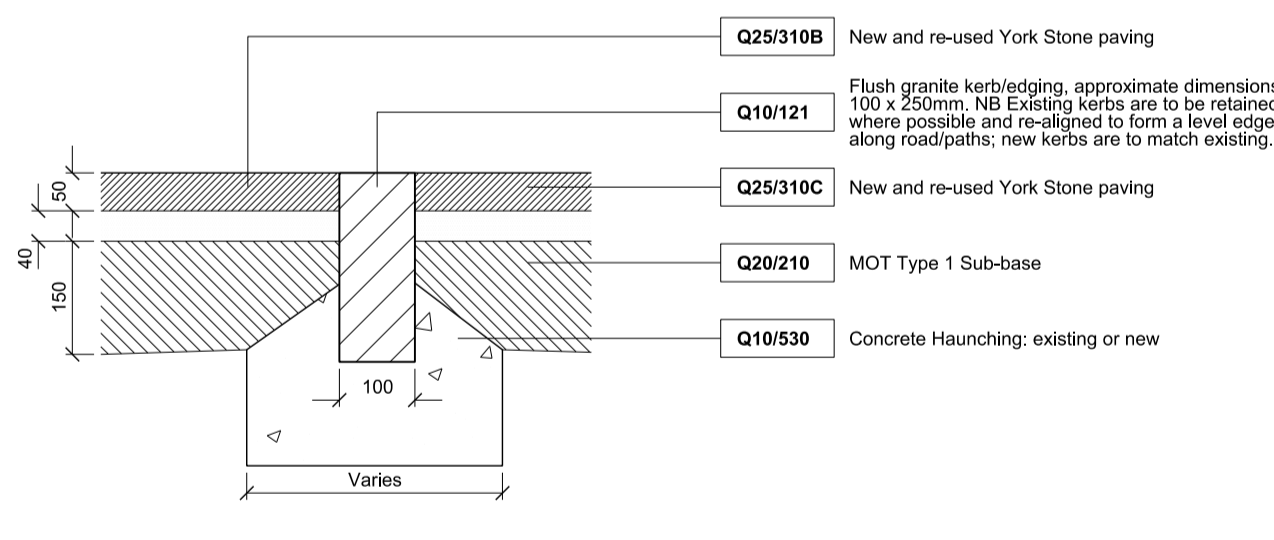 Q25/310B New and re-used York Stone paving
Q10/121
Flush granite kerb/edging, approximate dimensions
100 x 250mm. NB Existing kerbs are to be retained
where possible and re-aligned to form a level edge
along road/paths; new kerbs are to match existing.
Q25/310C New and re-used York Stone paving
Q20/210 MOT Type 1 Sub-base
Q10/530 Concrete Haunching: existing or new
50
40
150
100
Varies